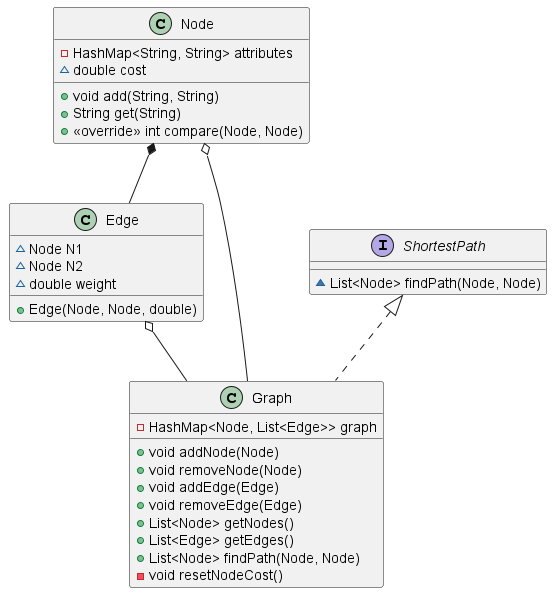 C Node
HashMap<String, String> attributes
double cost
void add(String, String)
String get(String)
«override» int compare(Node, Node)
C Edge
Node N1
Node N2
double weight
Edge(Node, Node, double)
I ShortestPath
List<Node> findPath(Node, Node)
C Graph
HashMap<Node, List<Edge>> graph
void addNode(Node)
void removeNode(Node)
void addEdge(Edge)
void removeEdge(Edge)
List<Node> getNodes()
List<Edge> getEdges()
List<Node> findPath(Node, Node)
void resetNodeCost()